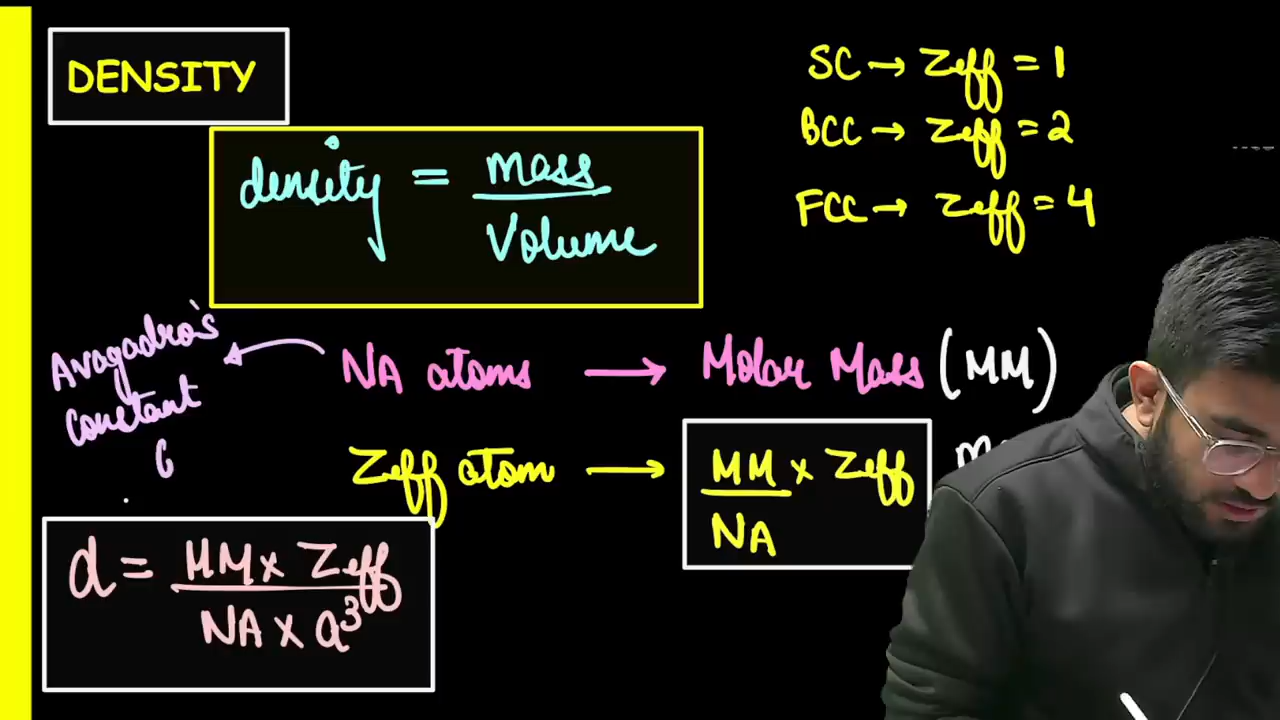 DENSITY
density = mass / Volume
SC → Zeff = 1
BCC → Zeff = 2
FCC → Zeff = 4
Avagadro's
constant
NA atoms → Molar Mass (MM)
Zeff atom → MM / NA × Zeff
d = MM × Zeff / NA × a³